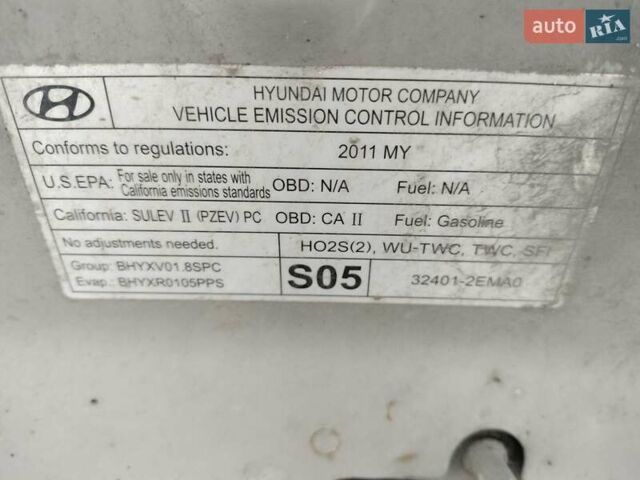 auto RIA.com
HYUNDAI MOTOR COMPANY
VEHICLE EMISSION CONTROL INFORMATION
Conforms to regulations: 2011 MY
U.S.EPA: For sale only in states with California emissions standards OBD: N/A Fuel: N/A
California: SULEV II (PZEV) PC OBD: CA II Fuel: Gasoline
No adjustments needed. HO2S(2), WU-TWC, TWC, SFI
Group: BHYXV01.8SPC
Evap.: BHYXR0105PPS
S05
32401-2EMA0